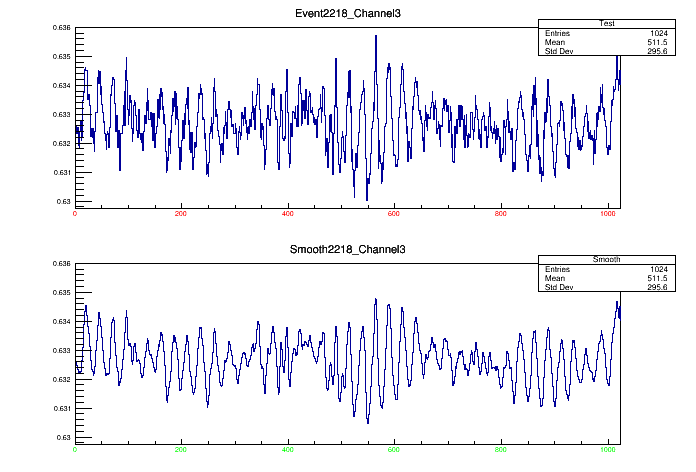 Event2218_Channel3
Test
Entries 1024
Mean 511.5
Std Dev 295.6
0.636
0.635
0.634
0.633
0.632
0.631
0.63
0 200 400 600 800 1000
Smooth2218_Channel3
Smooth
Entries 1024
Mean 511.5
Std Dev 295.6
0.636
0.635
0.634
0.633
0.632
0.631
0.63
0 200 400 600 800 1000